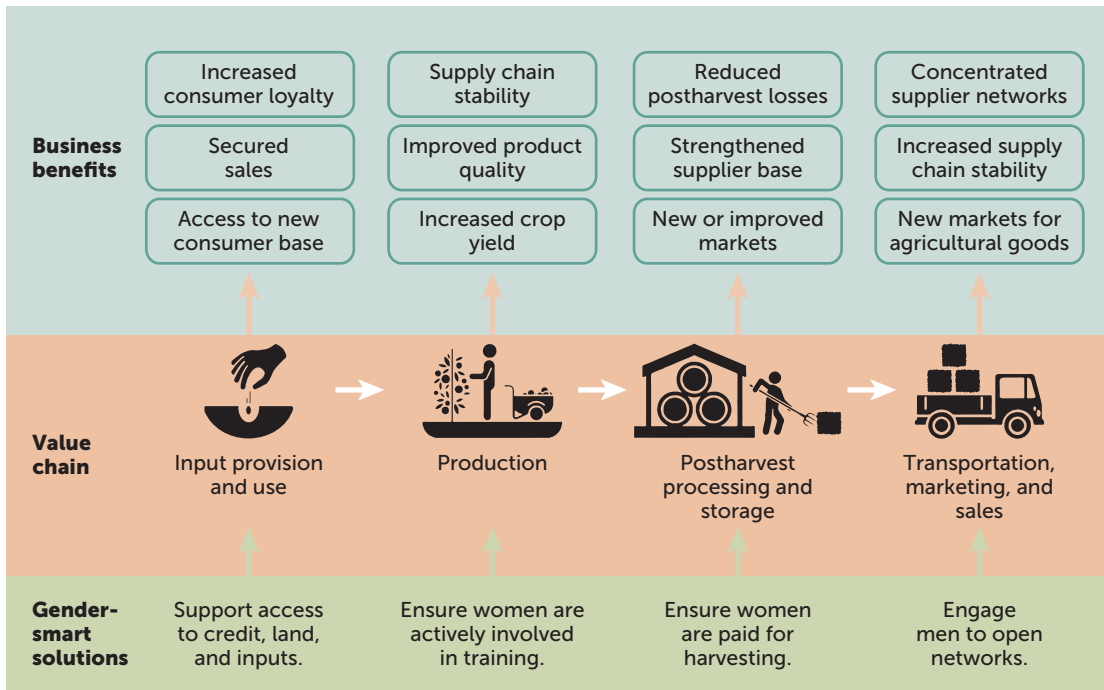 Business
benefits
Increased
consumer loyalty
Supply chain
stability
Reduced
postharvest losses
Concentrated
supplier networks
Secured
sales
Improved product
quality
Strengthened
supplier base
Increased supply
chain stability
Access to new
consumer base
Increased crop
yield
New or improved
markets
New markets for
agricultural goods
Value
chain
Input provision
and use
Production
Postharvest
processing and
storage
Transportation,
marketing, and
sales
Gender-
smart
solutions
Support access
to credit, land,
and inputs.
Ensure women are
actively involved
in training.
Ensure women
are paid for
harvesting.
Engage
men to open
networks.